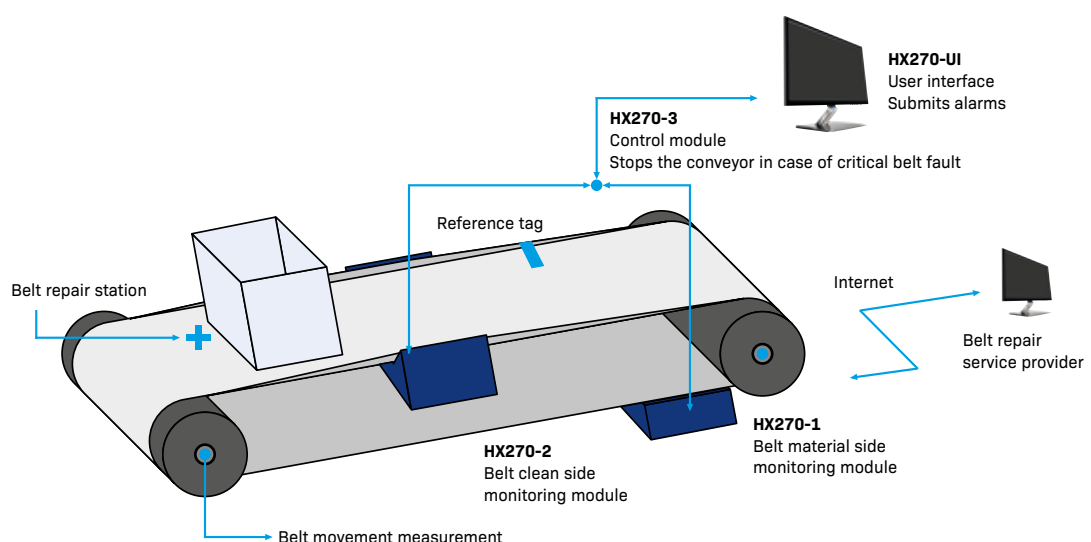 HX270-UI
User interface
Submits alarms
HX270-3
Control module
Stops the conveyor in case of critical belt fault
Reference tag
Belt repair station
Internet
Belt repair
service provider
HX270-1
Belt material side
monitoring module
HX270-2
Belt clean side
monitoring module
Belt movement measurement